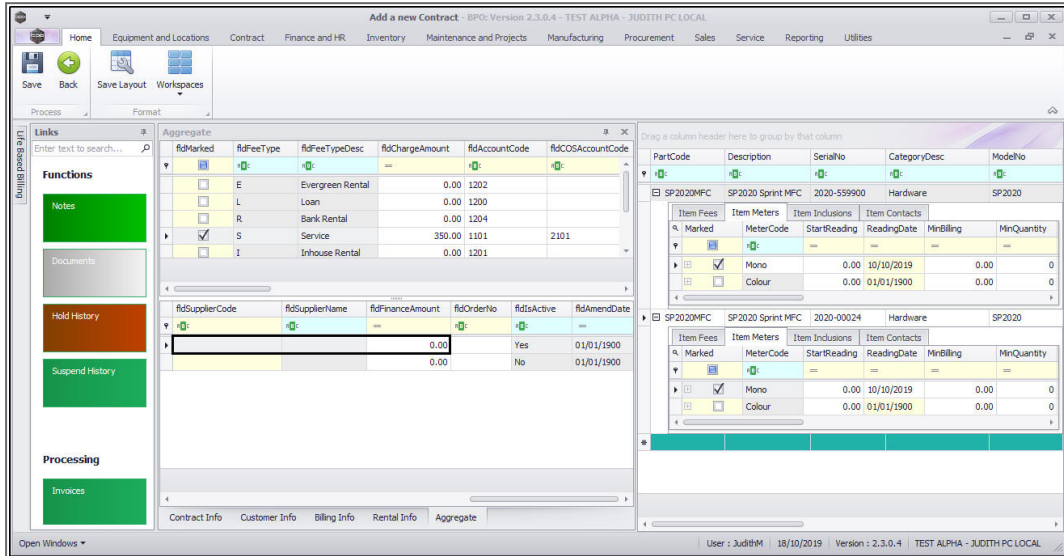 Add a new Contract - BPO: Version 2.3.0.4 - TEST ALPHA - JUDITH PC LOCAL
Home Equipment and Locations Contract Finance and HR Inventory Maintenance and Projects Manufacturing Procurement Sales Service Reporting Utilities
Save Back Save Layout Workspaces
Process Format
Life Based Billing
Links
Enter text to search...
Functions
Notes
Documents
Hold History
Suspend History
Processing
Invoices
Aggregate
fldMarked fldFeeType fldFeeTypeDesc fldChargeAmount fldAccountCode fldCOSAccountCode
E Evergreen Rental 0.00 1202
L Loan 0.00 1200
R Bank Rental 0.00 1204
S Service 350.00 1101 2101
I Inhouse Rental 0.00 1201
fldSupplierCode fldSupplierName fldFinanceAmount fldOrderNo fldIsActive fldAmendDate
0.00 Yes 01/01/1900
0.00 No 01/01/1900
Contract Info Customer Info Billing Info Rental Info Aggregate
Drag a column header here to group by that column
PartCode Description SerialNo CategoryDesc ModelNo
SP2020MFC SP2020 Sprint MFC 2020-559900 Hardware SP2020
Item Fees Item Meters Item Inclusions Item Contacts
Marked MeterCode StartReading ReadingDate MinBilling MinQuantity
Mono 0.00 10/10/2019 0.00 0
Colour 0.00 01/01/1900 0.00 0
SP2020MFC SP2020 Sprint MFC 2020-00024 Hardware SP2020
Item Fees Item Meters Item Inclusions Item Contacts
Marked MeterCode StartReading ReadingDate MinBilling MinQuantity
Mono 0.00 10/10/2019 0.00 0
Colour 0.00 01/01/1900 0.00 0
Open Windows
User : JudithM 18/10/2019 Version : 2.3.0.4 TEST ALPHA - JUDITH PC LOCAL